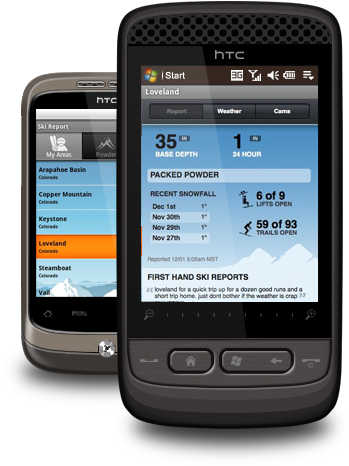 hTC
Start
3G
Loveland
Report Weather Cams
35 IN
BASE DEPTH
1 IN
24 HOUR
PACKED POWDER
RECENT SNOWFALL
Dec 1st 1"
Nov 30th 1"
Nov 29th 1"
Nov 27th 1"
6 of 9
LIFTS OPEN
59 of 93
TRAILS OPEN
Reported 12/01 5:05am MST
FIRST HAND SKI REPORTS
loveland for a quick trip up for a dozen good runs and a
short trip home. just dont bother if the weather is crap
hTC
Ski Report
My Areas Powder
Arapahoe Basin
Colorado
Copper Mountain
Colorado
Keystone
Colorado
Loveland
Colorado
Steamboat
Colorado
Vail